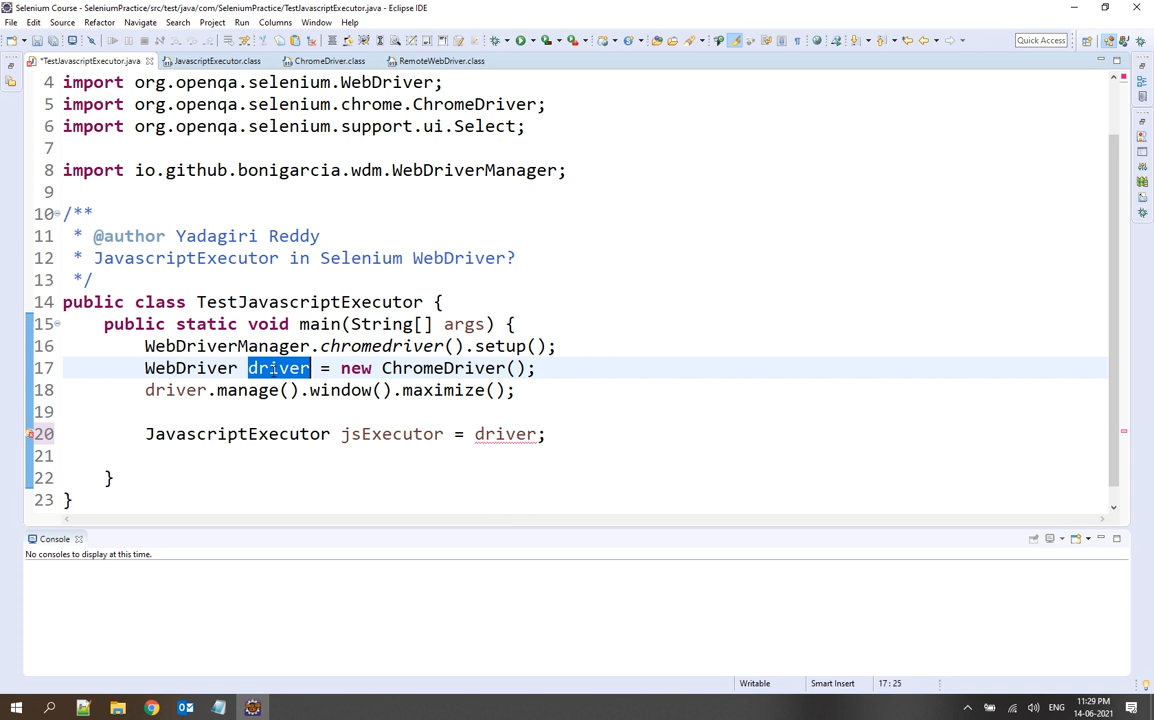 Selenium Course - SeleniumPractice/src/test/java/com/SeleniumPractice/TestJavascriptExecutor.java - Eclipse IDE
File Edit Source Refactor Navigate Search Project Run Columns Window Help
Quick Access
*TestJavascriptExecutor.java JavascriptExecutor.class ChromeDriver.class RemoteWebDriver.class
4 import org.openqa.selenium.WebDriver;
5 import org.openqa.selenium.chrome.ChromeDriver;
6 import org.openqa.selenium.support.ui.Select;
7
8 import io.github.bonigarcia.wdm.WebDriverManager;
9
10 /**
11 * @author Yadagiri Reddy
12 * JavascriptExecutor in Selenium WebDriver?
13 */
14 public class TestJavascriptExecutor {
15 public static void main(String[] args) {
16 WebDriverManager.chromedriver().setup();
17 WebDriver driver = new ChromeDriver();
18 driver.manage().window().maximize();
19
20 JavascriptExecutor jsExecutor = driver;
21
22 }
23 }
Console
No consoles to display at this time.
Writable Smart Insert 17 : 25
ENG 11:29 PM
14-06-2021